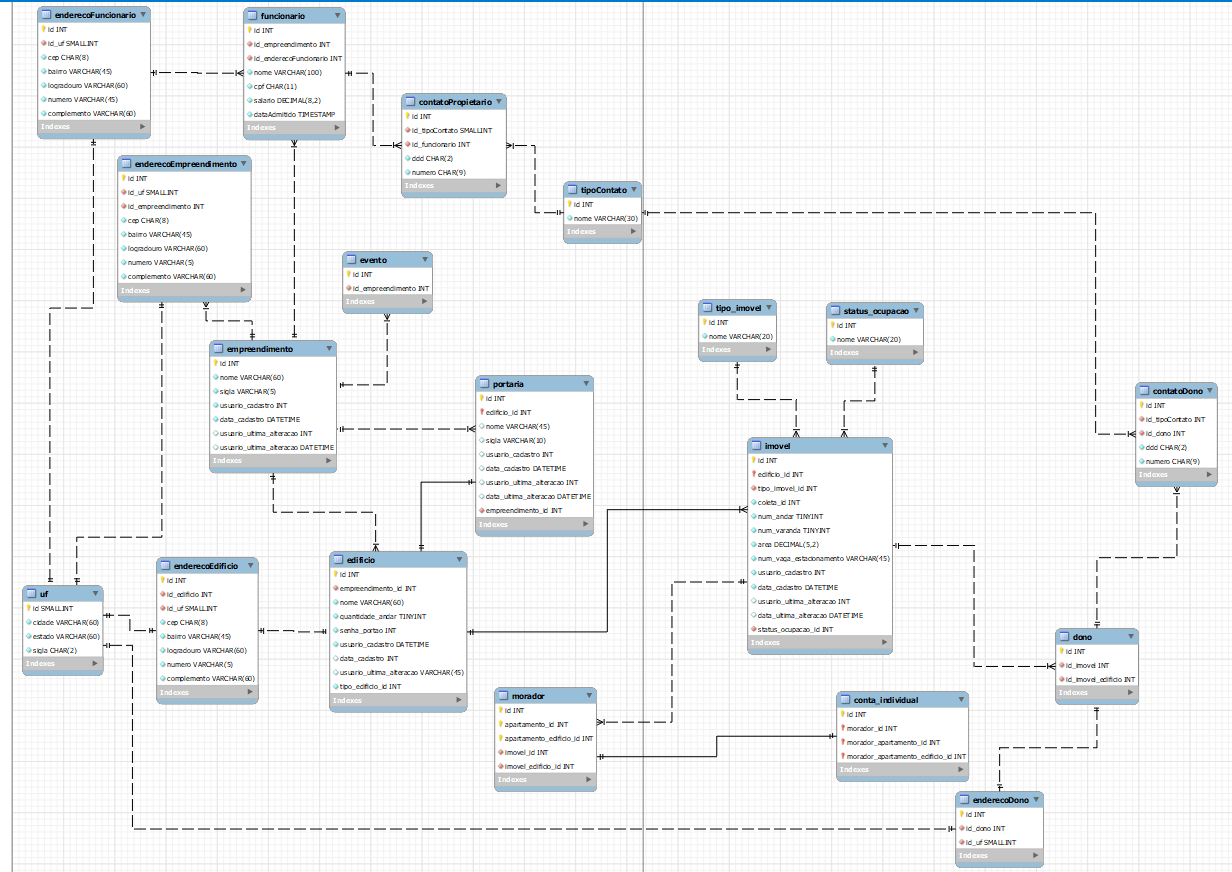 enderecoFuncionario
id INT
id_uf SMALLINT
cep CHAR(8)
bairro VARCHAR(45)
logradouro VARCHAR(60)
numero VARCHAR(45)
complemento VARCHAR(60)
Indexes
funcionario
id INT
id_empreendimento INT
id_enderecoFuncionario INT
nome VARCHAR(100)
cpf CHAR(11)
salario DECIMAL(8,2)
dataAdmitido TIMESTAMP
Indexes
contatoPropietario
id INT
id_tipoContato SMALLINT
id_funcionario INT
ddd CHAR(2)
numero CHAR(9)
Indexes
enderecoEmpreendimento
id INT
id_uf SMALLINT
id_empreendimento INT
cep CHAR(8)
bairro VARCHAR(45)
logradouro VARCHAR(60)
numero VARCHAR(5)
complemento VARCHAR(60)
Indexes
tipoContato
id INT
nome VARCHAR(30)
Indexes
evento
id INT
id_empreendimento INT
Indexes
tipo_imovel
id INT
nome VARCHAR(20)
Indexes
status_ocupacao
id INT
nome VARCHAR(20)
Indexes
empreendimento
id INT
nome VARCHAR(60)
sigla VARCHAR(5)
usuario_cadastro INT
data_cadastro DATETIME
usuario_ultima_alteracao INT
usuario_ultima_alteracao DATETIME
Indexes
portaria
id INT
edificio_id INT
nome VARCHAR(45)
sigla VARCHAR(10)
usuario_cadastro INT
data_cadastro DATETIME
usuario_ultima_alteracao INT
data_ultima_alteracao DATETIME
empreendimento_id INT
Indexes
contatoDono
id INT
id_tipoContato INT
id_dono INT
ddd CHAR(2)
numero CHAR(9)
Indexes
imovel
id INT
edificio_id INT
tipo_imovel_id INT
coleta_id INT
num_andar TINYINT
num_varanda TINYINT
area DECIMAL(5,2)
num_vaga_estacionamento VARCHAR(45)
usuario_cadastro INT
data_cadastro DATETIME
usuario_ultima_alteracao INT
data_ultima_alteracao DATETIME
status_ocupacao_id INT
Indexes
uf
id SMALLINT
cidade VARCHAR(60)
estado VARCHAR(60)
sigla CHAR(2)
Indexes
enderecoEdificio
id INT
id_edificio INT
id_uf SMALLINT
cep CHAR(8)
bairro VARCHAR(45)
logradouro VARCHAR(60)
numero VARCHAR(5)
complemento VARCHAR(60)
Indexes
edificio
id INT
empreendimento_id INT
nome VARCHAR(60)
quantidade_andar TINYINT
senha_portao INT
usuario_cadastro DATETIME
data_cadastro INT
usuario_ultima_alteracao VARCHAR(45)
tipo_edificio_id INT
Indexes
dono
id INT
id_imovel INT
id_imovel_edificio INT
Indexes
morador
id INT
apartamento_id INT
apartamento_edificio_id INT
imovel_id INT
imovel_edificio_id INT
Indexes
conta_individual
id INT
morador_id INT
morador_apartamento_id INT
morador_apartamento_edificio_id INT
Indexes
enderecoDono
id INT
id_dono INT
id_uf SMALLINT
Indexes